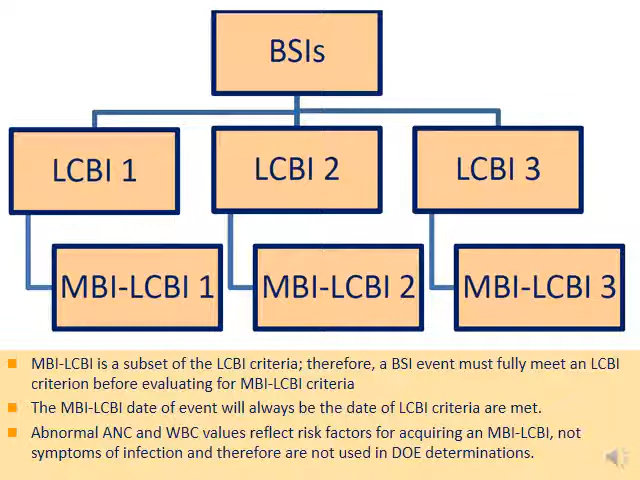 BSIs
LCBI 1
LCBI 2
LCBI 3
MBI-LCBI 1
MBI-LCBI 2
MBI-LCBI 3
MBI-LCBI is a subset of the LCBI criteria; therefore, a BSI event must fully meet an LCBI
criterion before evaluating for MBI-LCBI criteria
The MBI-LCBI date of event will always be the date of LCBI criteria are met.
Abnormal ANC and WBC values reflect risk factors for acquiring an MBI-LCBI, not
symptoms of infection and therefore are not used in DOE determinations.